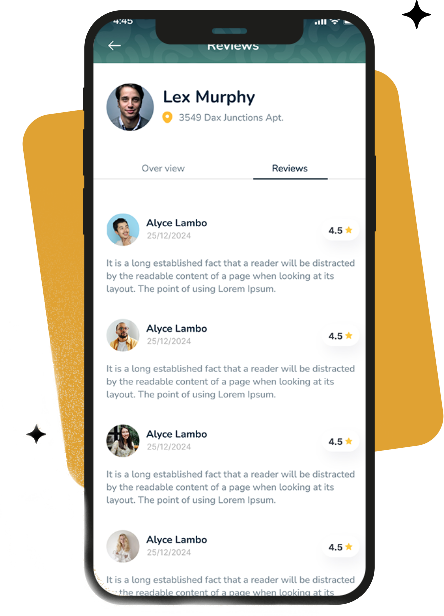 4:45
Reviews
Lex Murphy
3549 Dax Junctions Apt.
Over view
Reviews
Alyce Lambo
25/12/2024
4.5
It is a long established fact that a reader will be distracted
by the readable content of a page when looking at its
layout. The point of using Lorem Ipsum.
Alyce Lambo
25/12/2024
4.5
It is a long established fact that a reader will be distracted
by the readable content of a page when looking at its
layout. The point of using Lorem Ipsum.
Alyce Lambo
25/12/2024
4.5
It is a long established fact that a reader will be distracted
by the readable content of a page when looking at its
layout. The point of using Lorem Ipsum.
Alyce Lambo
25/12/2024
4.5
It is a long established fact that a reader will be distracted
by the readable content of a page when looking at its